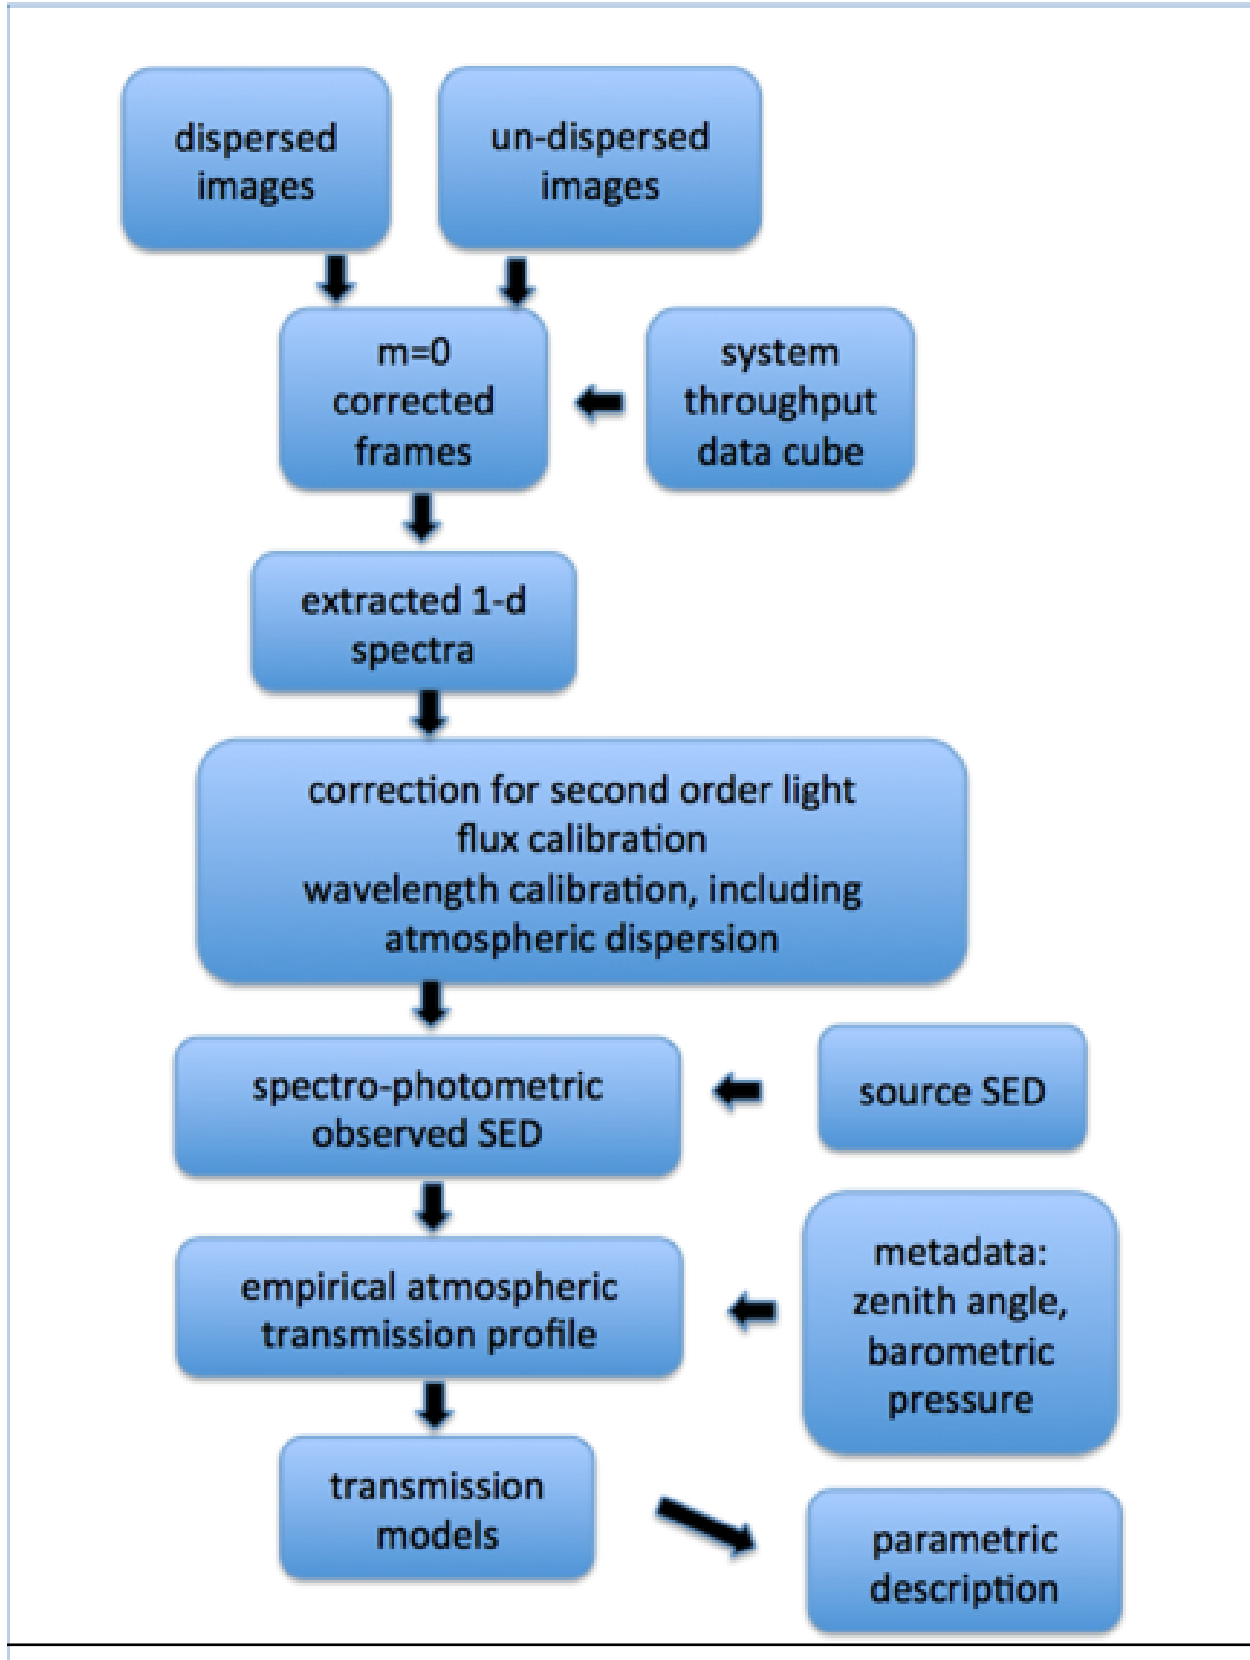 dispersed
images
un-dispersed
images
m=0
corrected
frames
system
throughput
data cube
extracted 1-d
spectra
correction for second order light
flux calibration
wavelength calibration, including
atmospheric dispersion
spectro-photometric
observed SED
source SED
empirical atmospheric
transmission profile
metadata:
zenith angle,
barometric
pressure
transmission
models
parametric
description